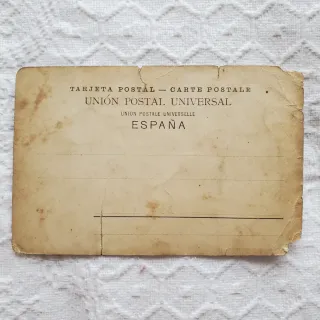 TARJETA POSTAL — CARTE POSTALE
UNIÓN POSTAL UNIVERSAL
UNION POSTALE UNIVERSELLE
ESPAÑA